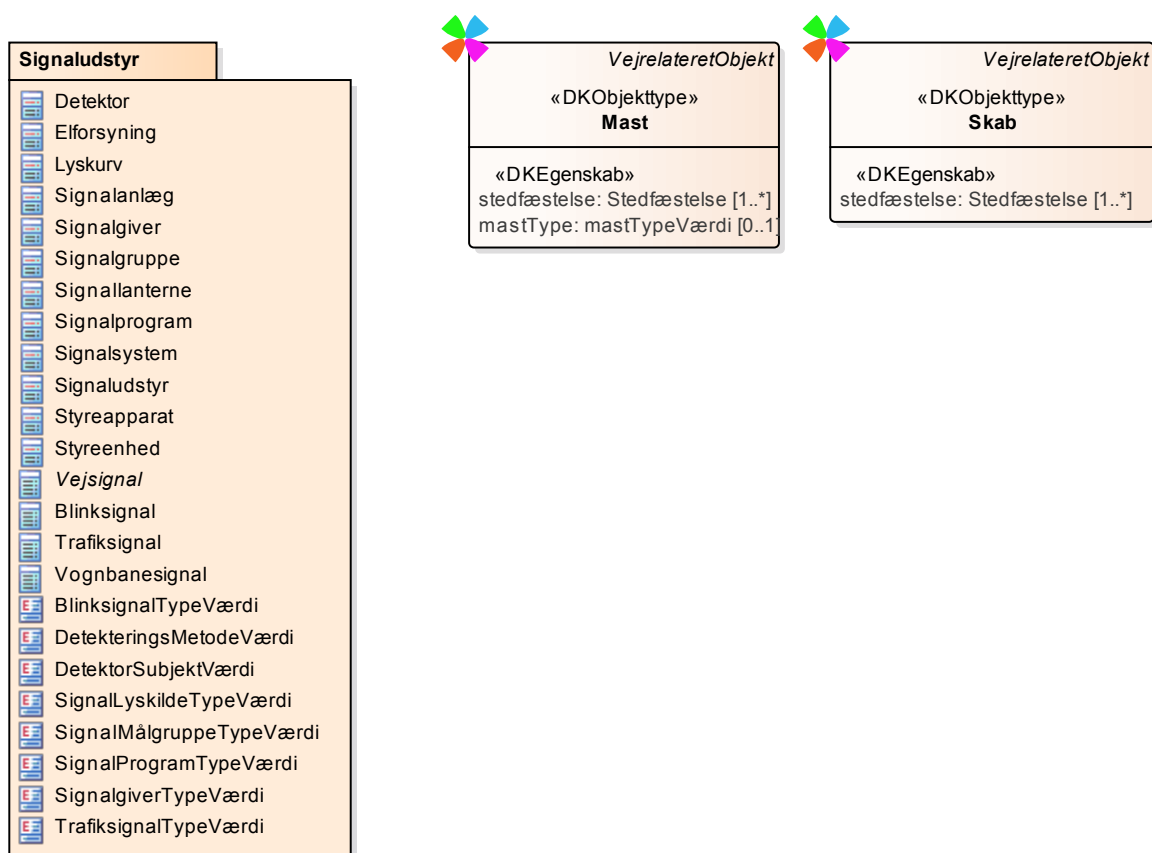 Signaludstyr
Detektor
Elforsyning
Lyskurv
Signalanlæg
Signalgiver
Signalgruppe
Signallanterne
Signalprogram
Signalsystem
Signaludstyr
Styreapparat
Styreenhed
Vejsignal
Blinksignal
Trafiksignal
Vognbanesignal
BlinksignalTypeVærdi
DetekteringsMetodeVærdi
DetektorSubjektVærdi
SignalLyskildeTypeVærdi
SignalMålgruppeTypeVærdi
SignalProgramTypeVærdi
SignalgiverTypeVærdi
TrafiksignalTypeVærdi
VejrelateretObjekt
«DKObjekttype»
Mast
«DKEgenskab»
stedfæstelse: Stedfæstelse [1..*]
mastType: mastTypeVærdi [0..1]
VejrelateretObjekt
«DKObjekttype»
Skab
«DKEgenskab»
stedfæstelse: Stedfæstelse [1..*]